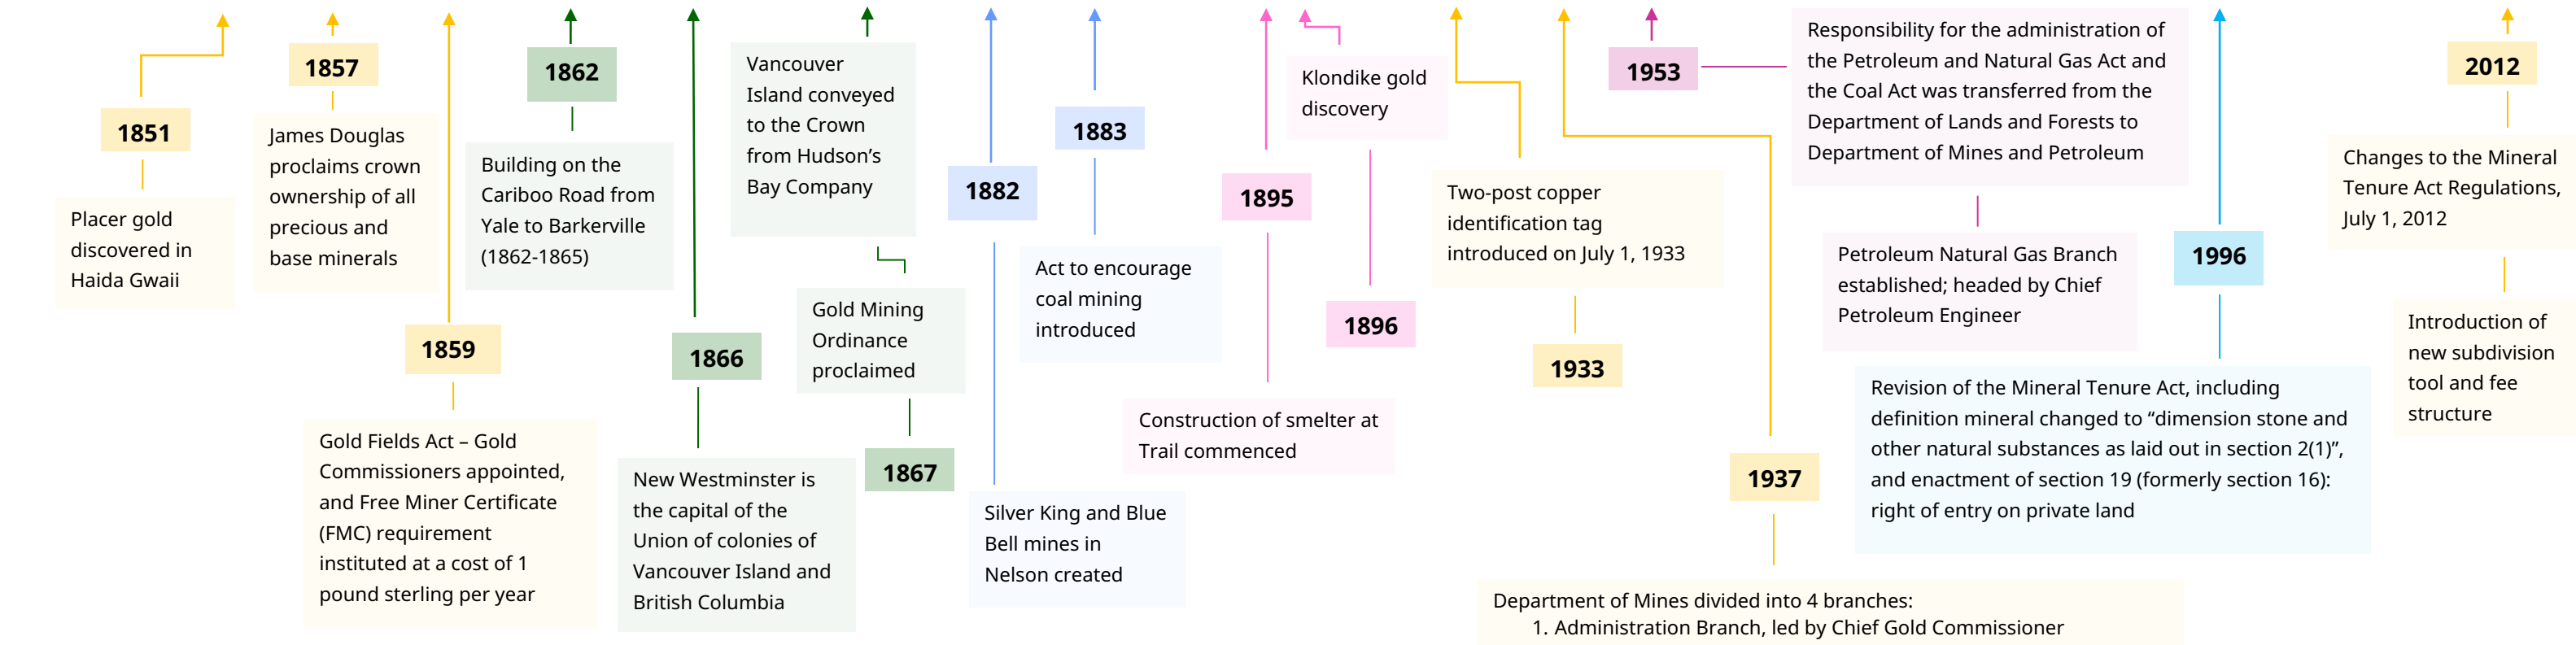 1851
Placer gold
discovered in
Haida Gwaii
1857
James Douglas
proclaims crown
ownership of all
precious and
base minerals
1859
Gold Fields Act – Gold
Commissioners appointed,
and Free Miner Certificate
(FMC) requirement
instituted at a cost of 1
pound sterling per year
1862
Building on the
Cariboo Road from
Yale to Barkerville
(1862-1865)
1866
New Westminster is
the capital of the
Union of colonies of
Vancouver Island and
British Columbia
Vancouver
Island conveyed
to the Crown
from Hudson’s
Bay Company
Gold Mining
Ordinance
proclaimed
1867
1882
Silver King and Blue
Bell mines in
Nelson created
1883
Act to encourage
coal mining
introduced
1895
Construction of smelter at
Trail commenced
Klondike gold
discovery
1896
Two-post copper
identification tag
introduced on July 1, 1933
1933
1937
Department of Mines divided into 4 branches:
1. Administration Branch, led by Chief Gold Commissioner
1953
Responsibility for the administration of
the Petroleum and Natural Gas Act and
the Coal Act was transferred from the
Department of Lands and Forests to
Department of Mines and Petroleum
Petroleum Natural Gas Branch
established; headed by Chief
Petroleum Engineer
1996
Revision of the Mineral Tenure Act, including
definition mineral changed to “dimension stone and
other natural substances as laid out in section 2(1)”,
and enactment of section 19 (formerly section 16):
right of entry on private land
2012
Changes to the Mineral
Tenure Act Regulations,
July 1, 2012
Introduction of
new subdivision
tool and fee
structure